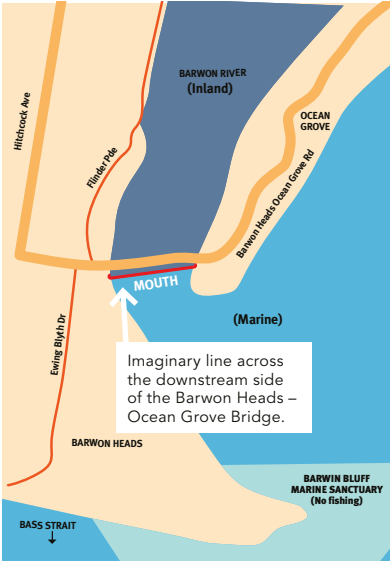 BARWON RIVER
(Inland)
Hitchcock Ave
OCEAN
GROVE
Flinder Pde
Barwon Heads Ocean Grove Rd
MOUTH
(Marine)
Ewing Blyth Dr
Imaginary line across
the downstream side
of the Barwon Heads –
Ocean Grove Bridge.
BARWON HEADS
BARWIN BLUFF
MARINE SANCTUARY
(No fishing)
BASS STRAIT